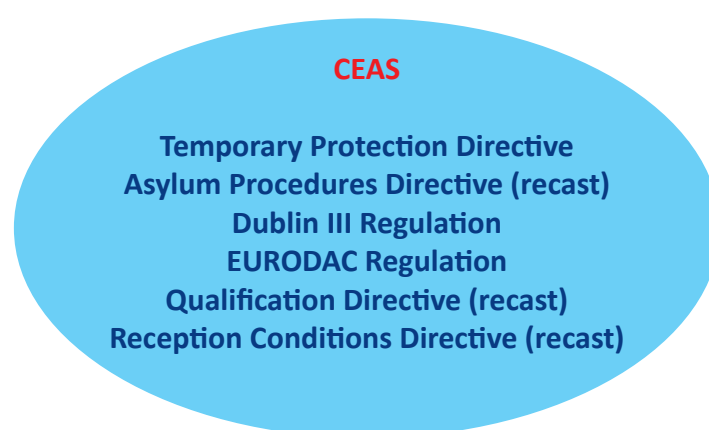 CEAS
Temporary Protection Directive
Asylum Procedures Directive (recast)
Dublin III Regulation
EURODAC Regulation
Qualification Directive (recast)
Reception Conditions Directive (recast)